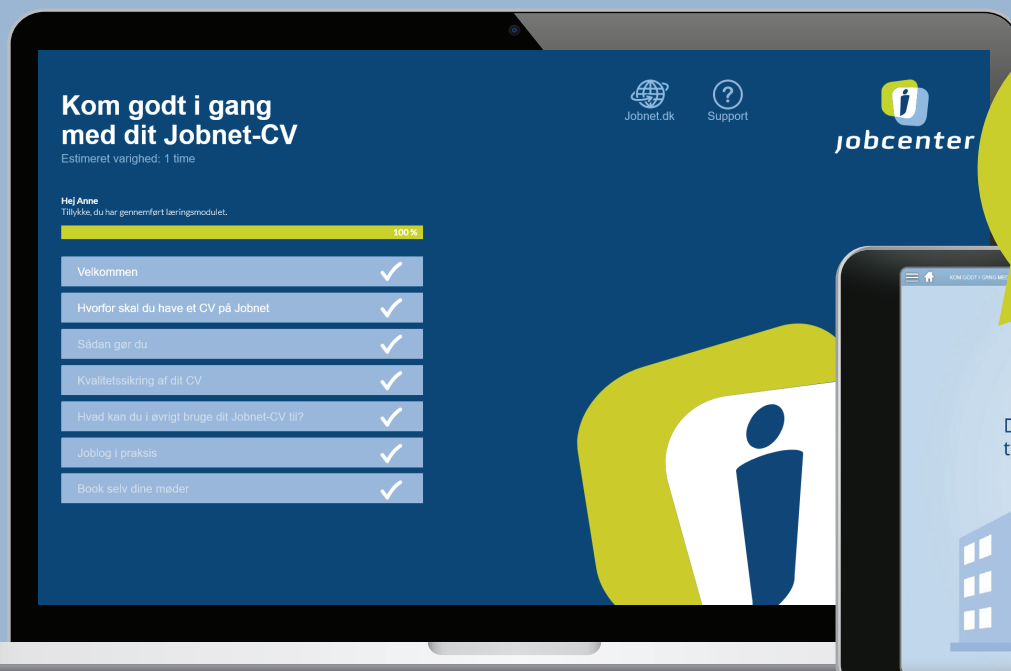 Kom godt i gang
med dit Jobnet-CV
Estimeret varighed: 1 time
Jobnet.dk
Support
jobcenter
Hej Anne
Tillykke, du har gennemført læringsmodulet.
100 %
Velkommen
Hvorfor skal du have et CV på Jobnet
Sådan gør du
Kvalitetssikring af dit CV
Hvad kan du i øvrigt bruge dit Jobnet-CV til?
Joblog i praksis
Book selv dine møder
KOM GODT I GANG MED